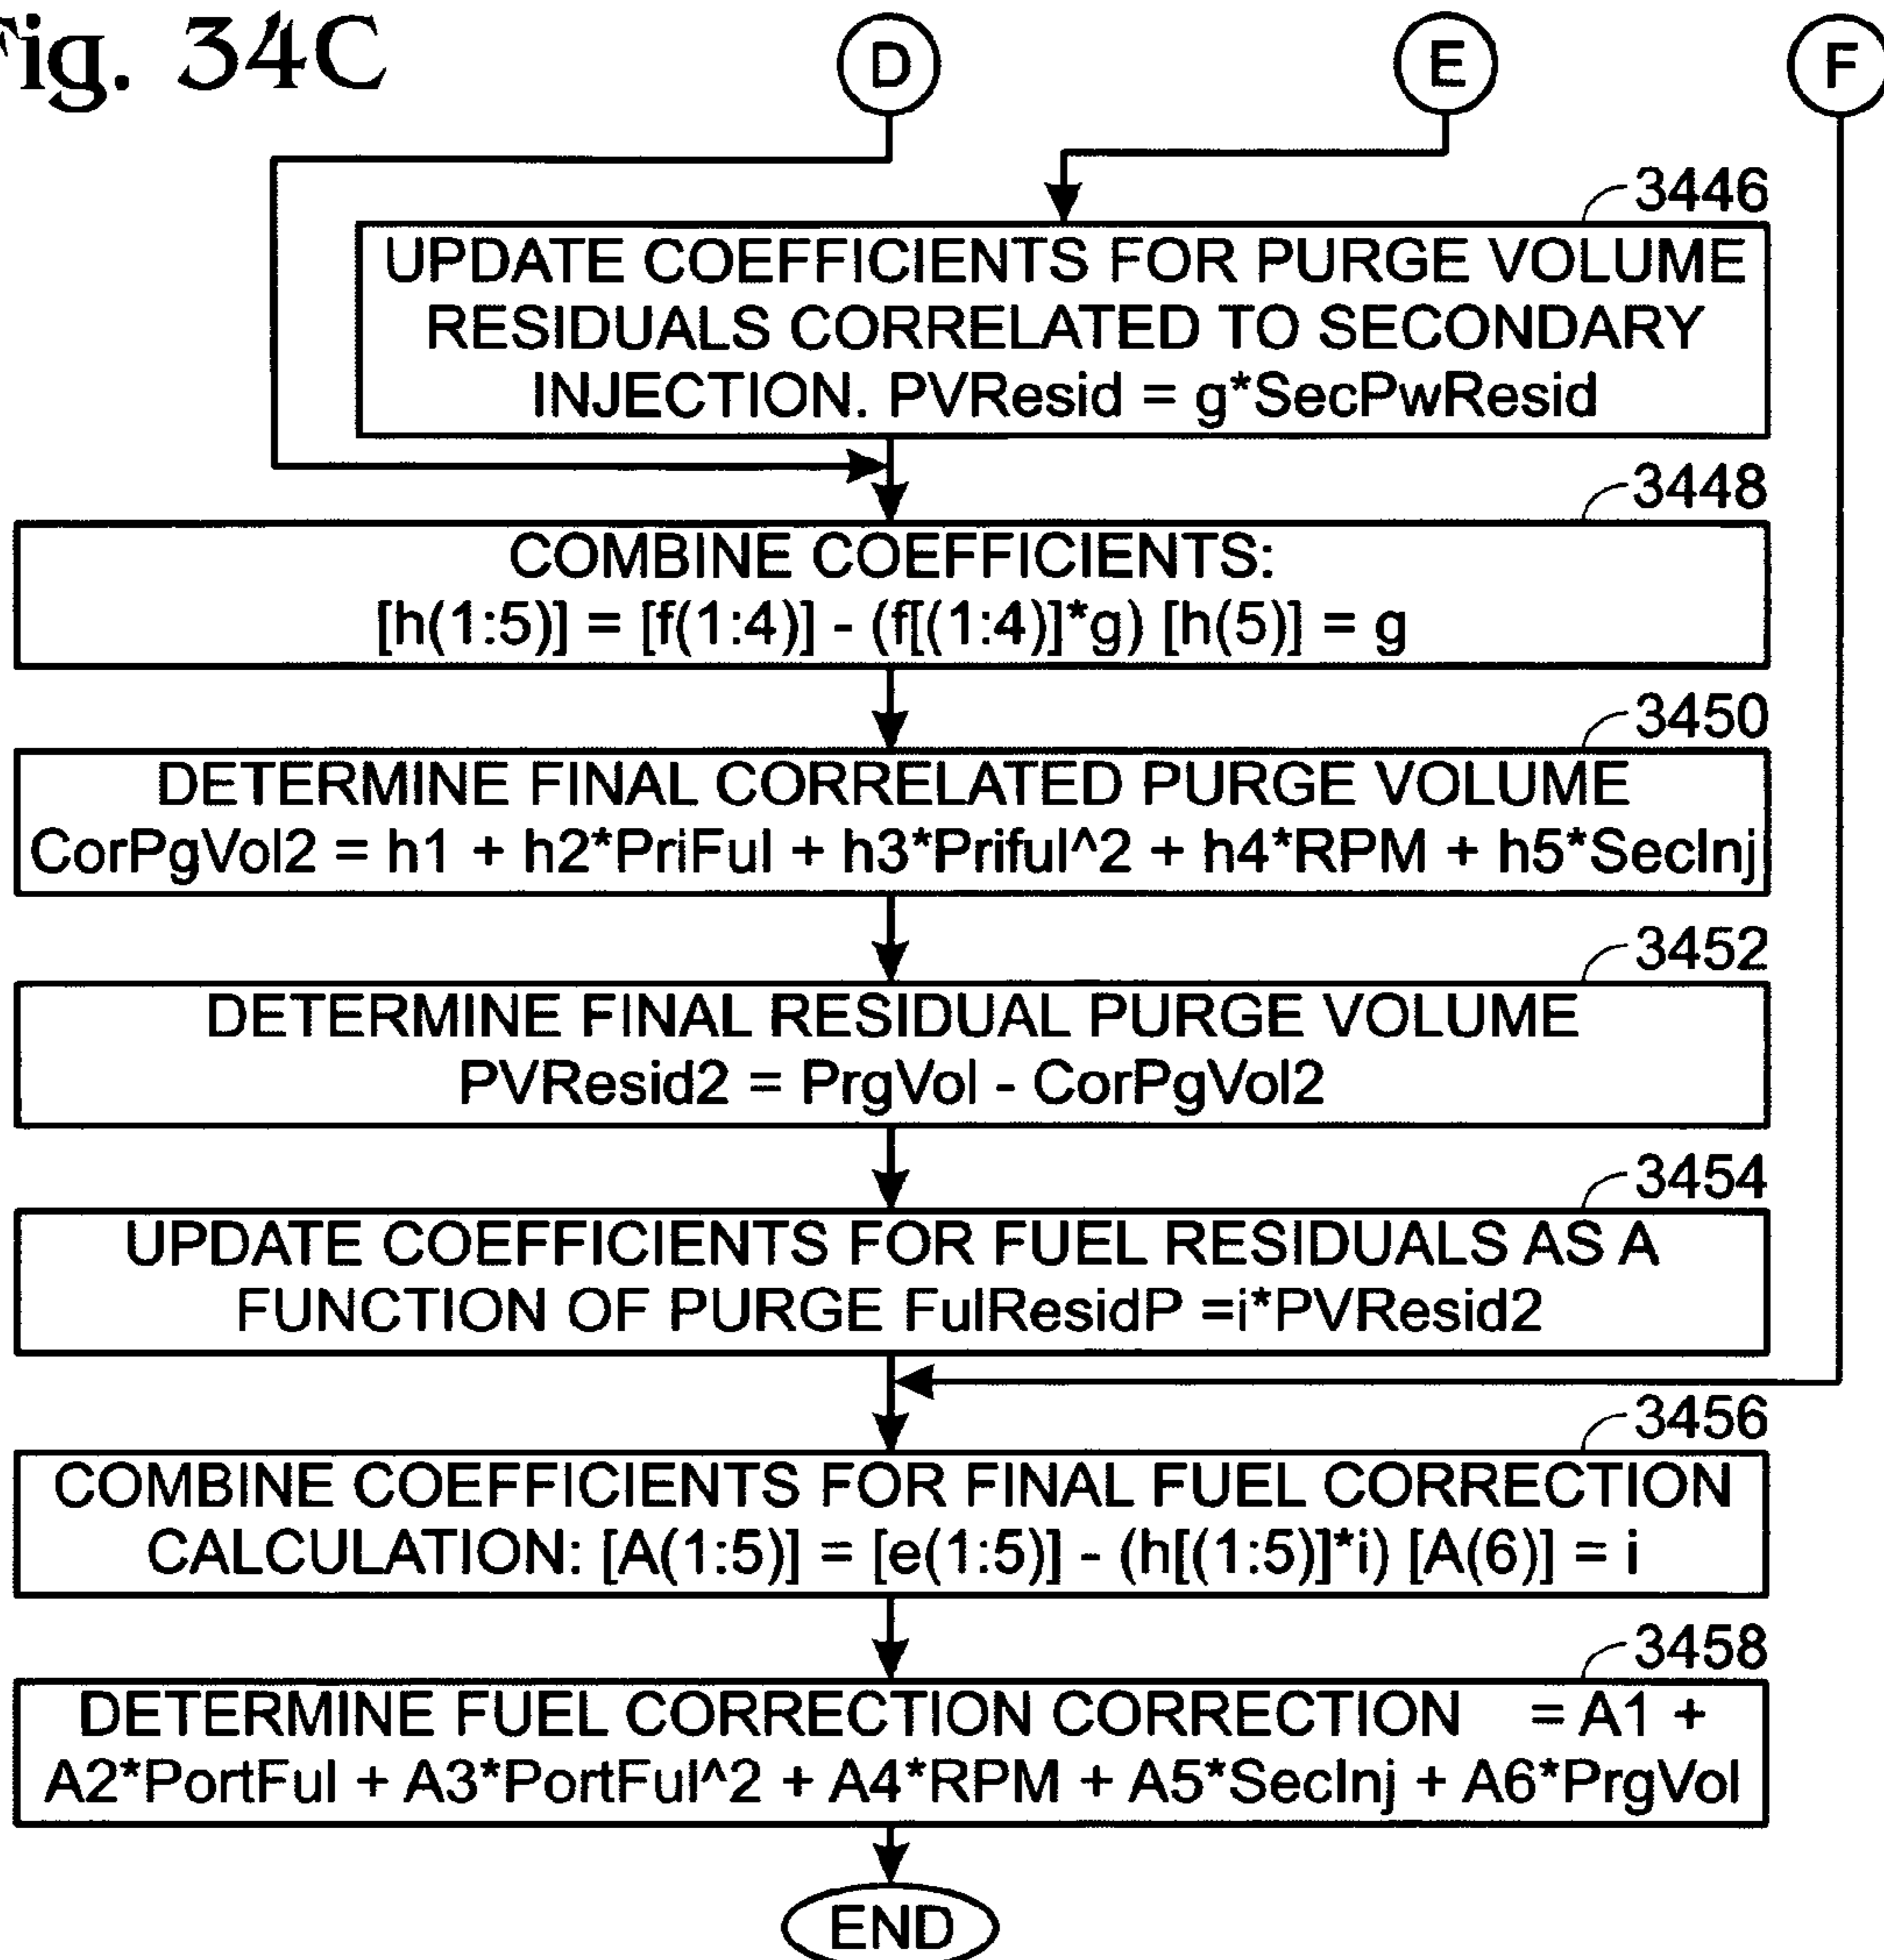 Fig. 34C
D
E
F
3446
UPDATE COEFFICIENTS FOR PURGE VOLUME
RESIDUALS CORRELATED TO SECONDARY
INJECTION. PVResid = g*SecPwResid
3448
COMBINE COEFFICIENTS:
[h(1:5)] = [f(1:4)] - (f[(1:4)]*g) [h(5)] = g
3450
DETERMINE FINAL CORRELATED PURGE VOLUME
CorPgVol2 = h1 + h2*PriFul + h3*Priful^2 + h4*RPM + h5*SecInj
3452
DETERMINE FINAL RESIDUAL PURGE VOLUME
PVResid2 = PrgVol - CorPgVol2
3454
UPDATE COEFFICIENTS FOR FUEL RESIDUALS AS A
FUNCTION OF PURGE FulResidP =i*PVResid2
3456
COMBINE COEFFICIENTS FOR FINAL FUEL CORRECTION
CALCULATION: [A(1:5)] = [e(1:5)] - (h[(1:5)]*i) [A(6)] = i
3458
DETERMINE FUEL CORRECTION CORRECTION = A1 +
A2*PortFul + A3*PortFul^2 + A4*RPM + A5*SecInj + A6*PrgVol
END